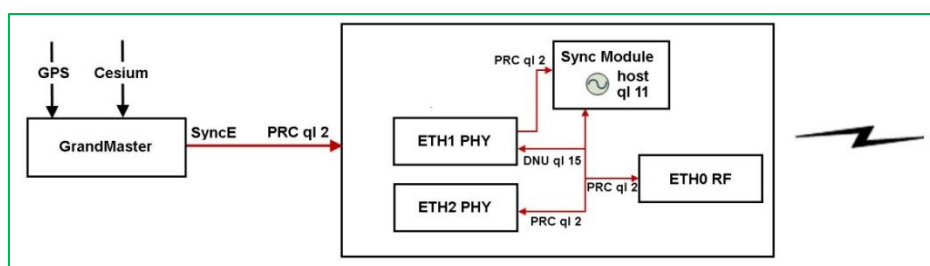 GPS
Cesium
GrandMaster
SyncE
PRC ql 2
PRC ql 2
Sync Module
host
ql 11
ETH1 PHY
DNU ql 15
ETH0 RF
PRC ql 2
ETH2 PHY
PRC ql 2